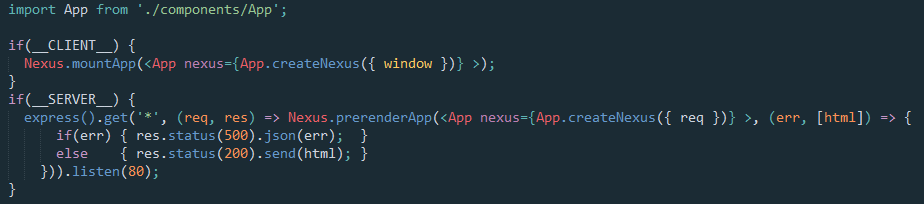 import App from './components/App';

if(__CLIENT__) {
  Nexus.mountApp(<App nexus={App.createNexus({ window })} >);
}
if(__SERVER__) {
  express().get('*', (req, res) => Nexus.prerenderApp(<App nexus={App.createNexus({ req })} >, (err, [html]) => {
      if(err) { res.status(500).json(err);  }
      else    { res.status(200).send(html); }
    })).listen(80);
}